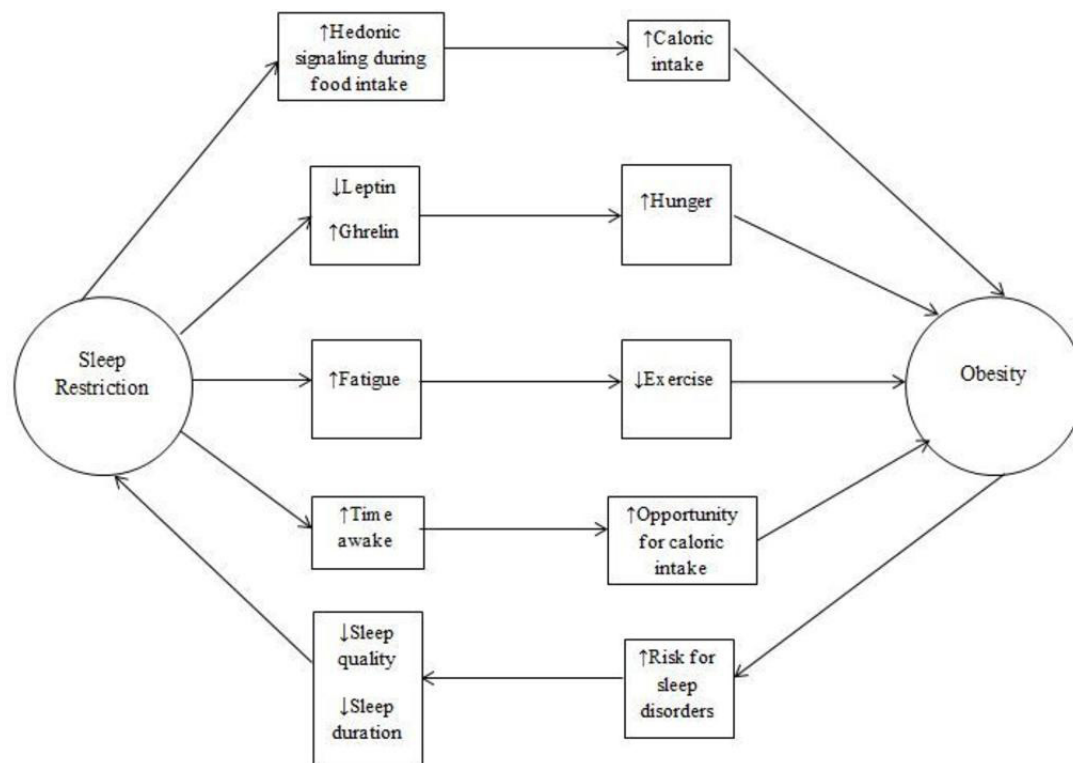 ↑Hedonic
signaling during
food intake
↑Caloric
intake
↓Leptin
↑Ghrelin
↑Hunger
Sleep
Restriction
↑Fatigue
↓Exercise
Obesity
↑Time
awake
↑Opportunity
for caloric
intake
↓Sleep
quality
↓Sleep
duration
↑Risk for
sleep
disorders